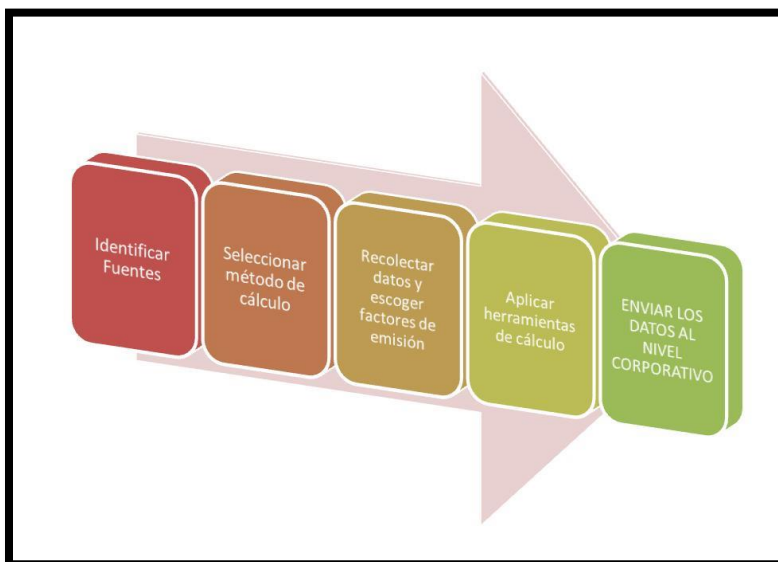 Identificar
Fuentes
Seleccionar
método de
cálculo
Recolectar
datos y
escoger
factores de
emisión
Aplicar
herramientas
de cálculo
ENVIAR LOS
DATOS AL
NIVEL
CORPORATIVO